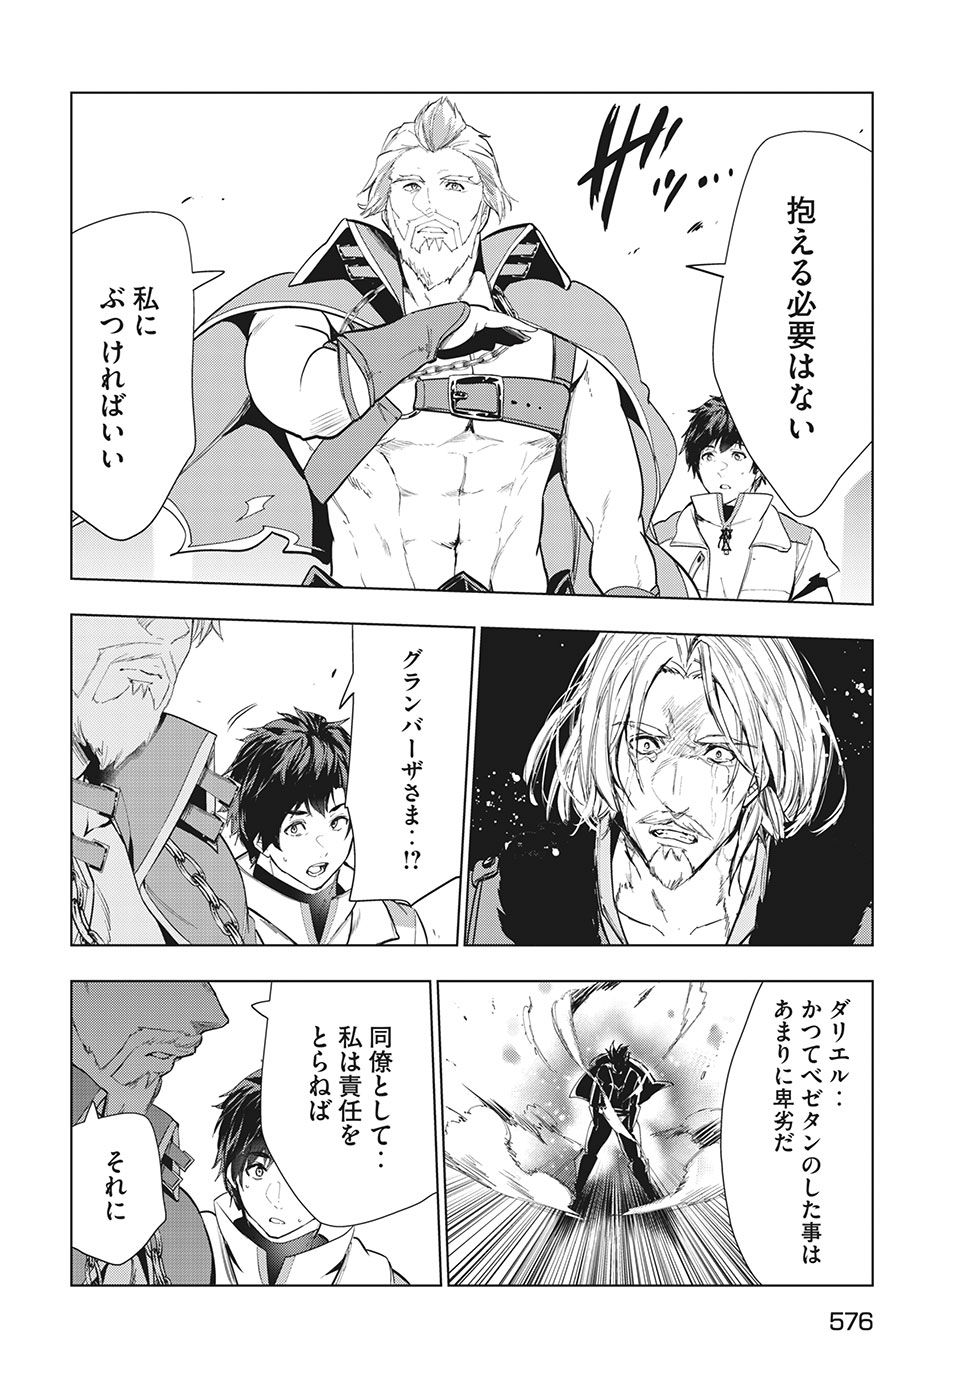 ザッ…
抱える必要はない
私に
ぶつければいい
グランバーザさま‥!?
ダリエル‥
かつてベゼタンのした事は
あまりに卑劣だ
同僚として‥
私は責任を
とらねば
それに
576